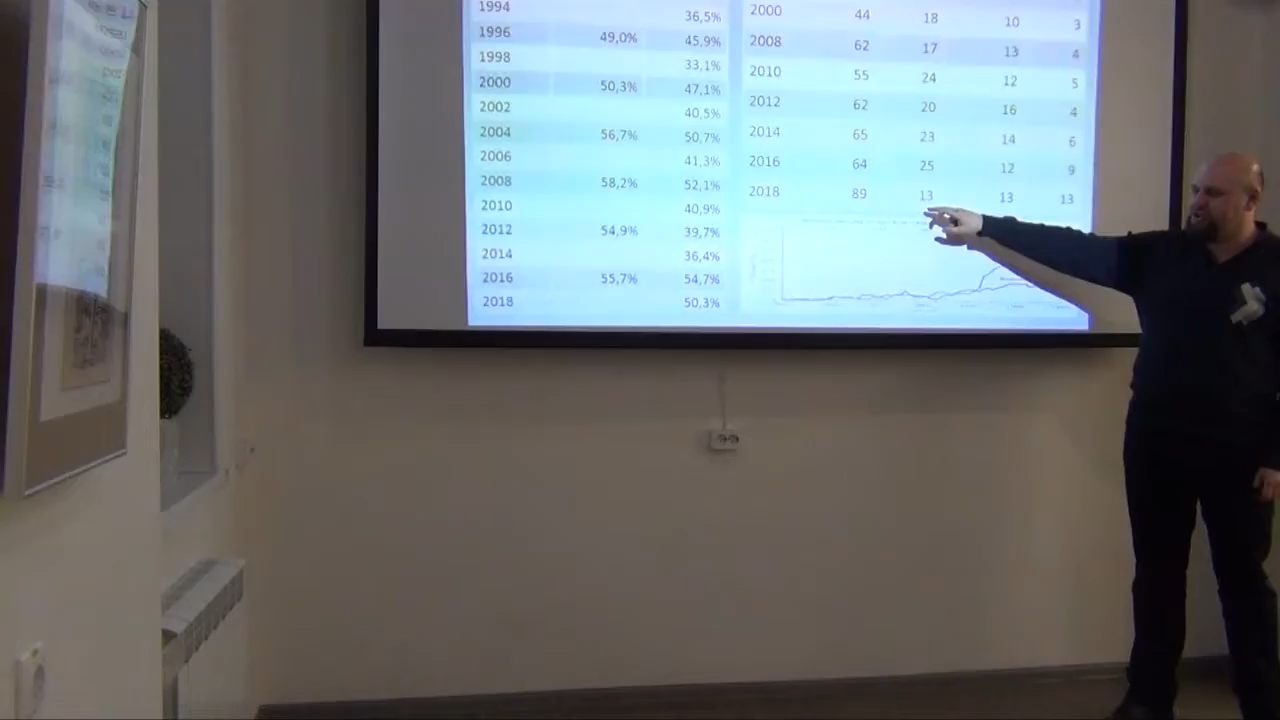 1994 36,5%
1996 49,0% 45,9%
1998 33,1%
2000 50,3% 47,1%
2002 40,5%
2004 56,7% 50,7%
2006 41,3%
2008 58,2% 52,1%
2010 40,9%
2012 54,9% 39,7%
2014 36,4%
2016 55,7% 54,7%
2018 50,3%
2000 44 18 10 3
2008 62 17 13 4
2010 55 24 12 5
2012 62 20 16 4
2014 65 23 14 6
2016 64 25 12 9
2018 89 13 13 13